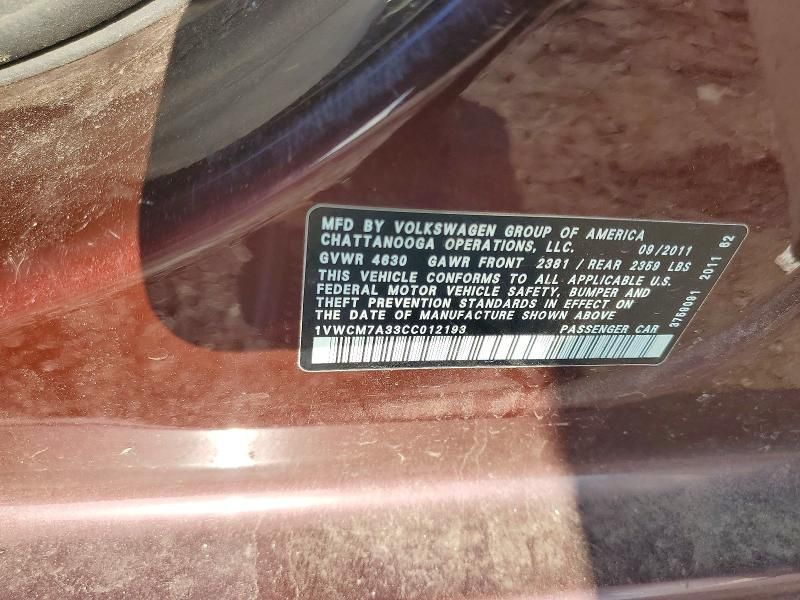 MFD BY VOLKSWAGEN GROUP OF AMERICA
CHATTANOOGA OPERATIONS, LLC. 09/2011
GVWR 4630 GAWR FRONT 2381 / REAR 2359 LBS
THIS VEHICLE CONFORMS TO ALL APPLICABLE U.S.
FEDERAL MOTOR VEHICLE SAFETY, BUMPER AND
THEFT PREVENTION STANDARDS IN EFFECT ON
THE DATE OF MANUFACTURE SHOWN ABOVE
1VWCM7A33CC012193 PASSENGER CAR
3769091 2011 62